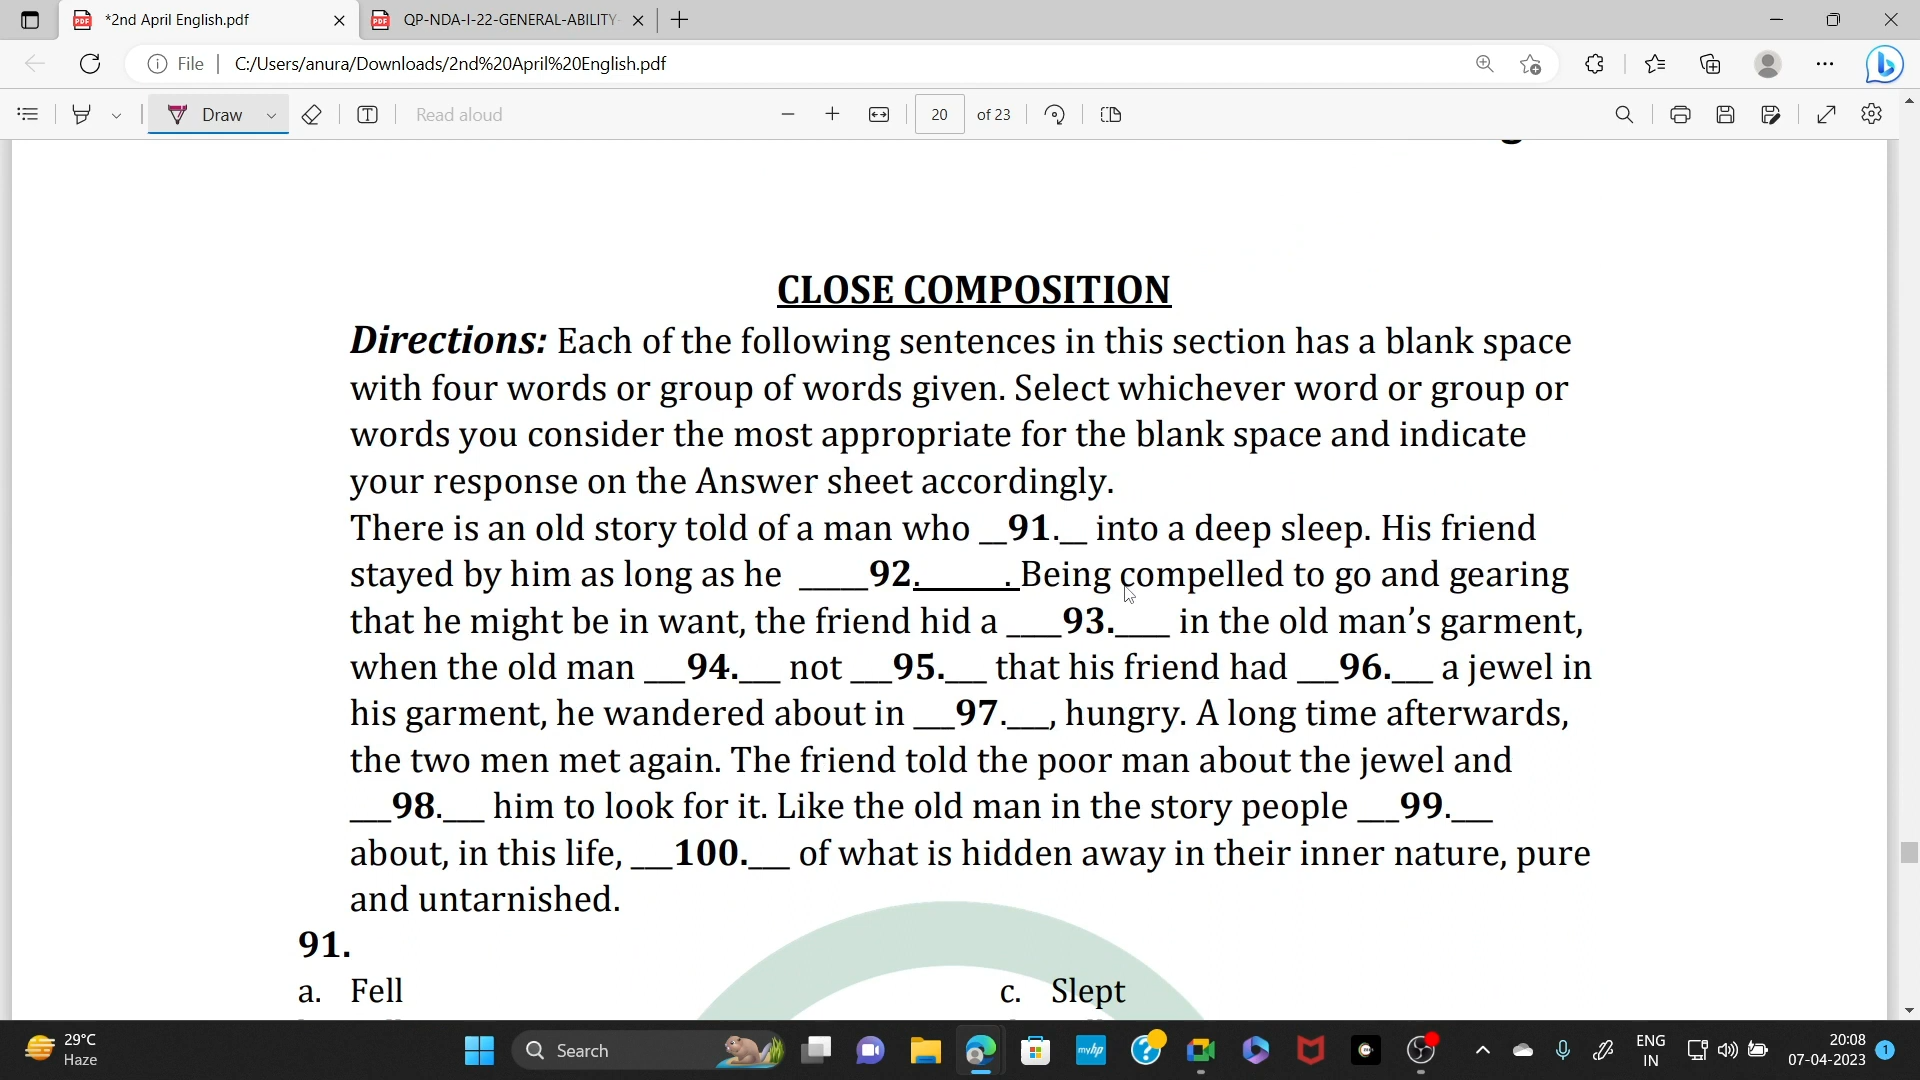 *2nd April English.pdf
QP-NDA-I-22-GENERAL-ABILITY-
File
C:/Users/anura/Downloads/2nd%20April%20English.pdf
Draw
Read aloud
20 of 23
CLOSE COMPOSITION
Directions: Each of the following sentences in this section has a blank space
with four words or group of words given. Select whichever word or group or
words you consider the most appropriate for the blank space and indicate
your response on the Answer sheet accordingly.
There is an old story told of a man who __91.__ into a deep sleep. His friend
stayed by him as long as he _____92.______. Being compelled to go and gearing
that he might be in want, the friend hid a ____93.____ in the old man's garment,
when the old man ___94.___ not ___95.___ that his friend had ___96.___ a jewel in
his garment, he wandered about in ___97.___, hungry. A long time afterwards,
the two men met again. The friend told the poor man about the jewel and
___98.___ him to look for it. Like the old man in the story people ___99.___
about, in this life, ___100.___ of what is hidden away in their inner nature, pure
and untarnished.
91.
a. Fell
c. Slept
29°C
Haze
Search
myhp
ENG
IN
20:08
07-04-2023
1